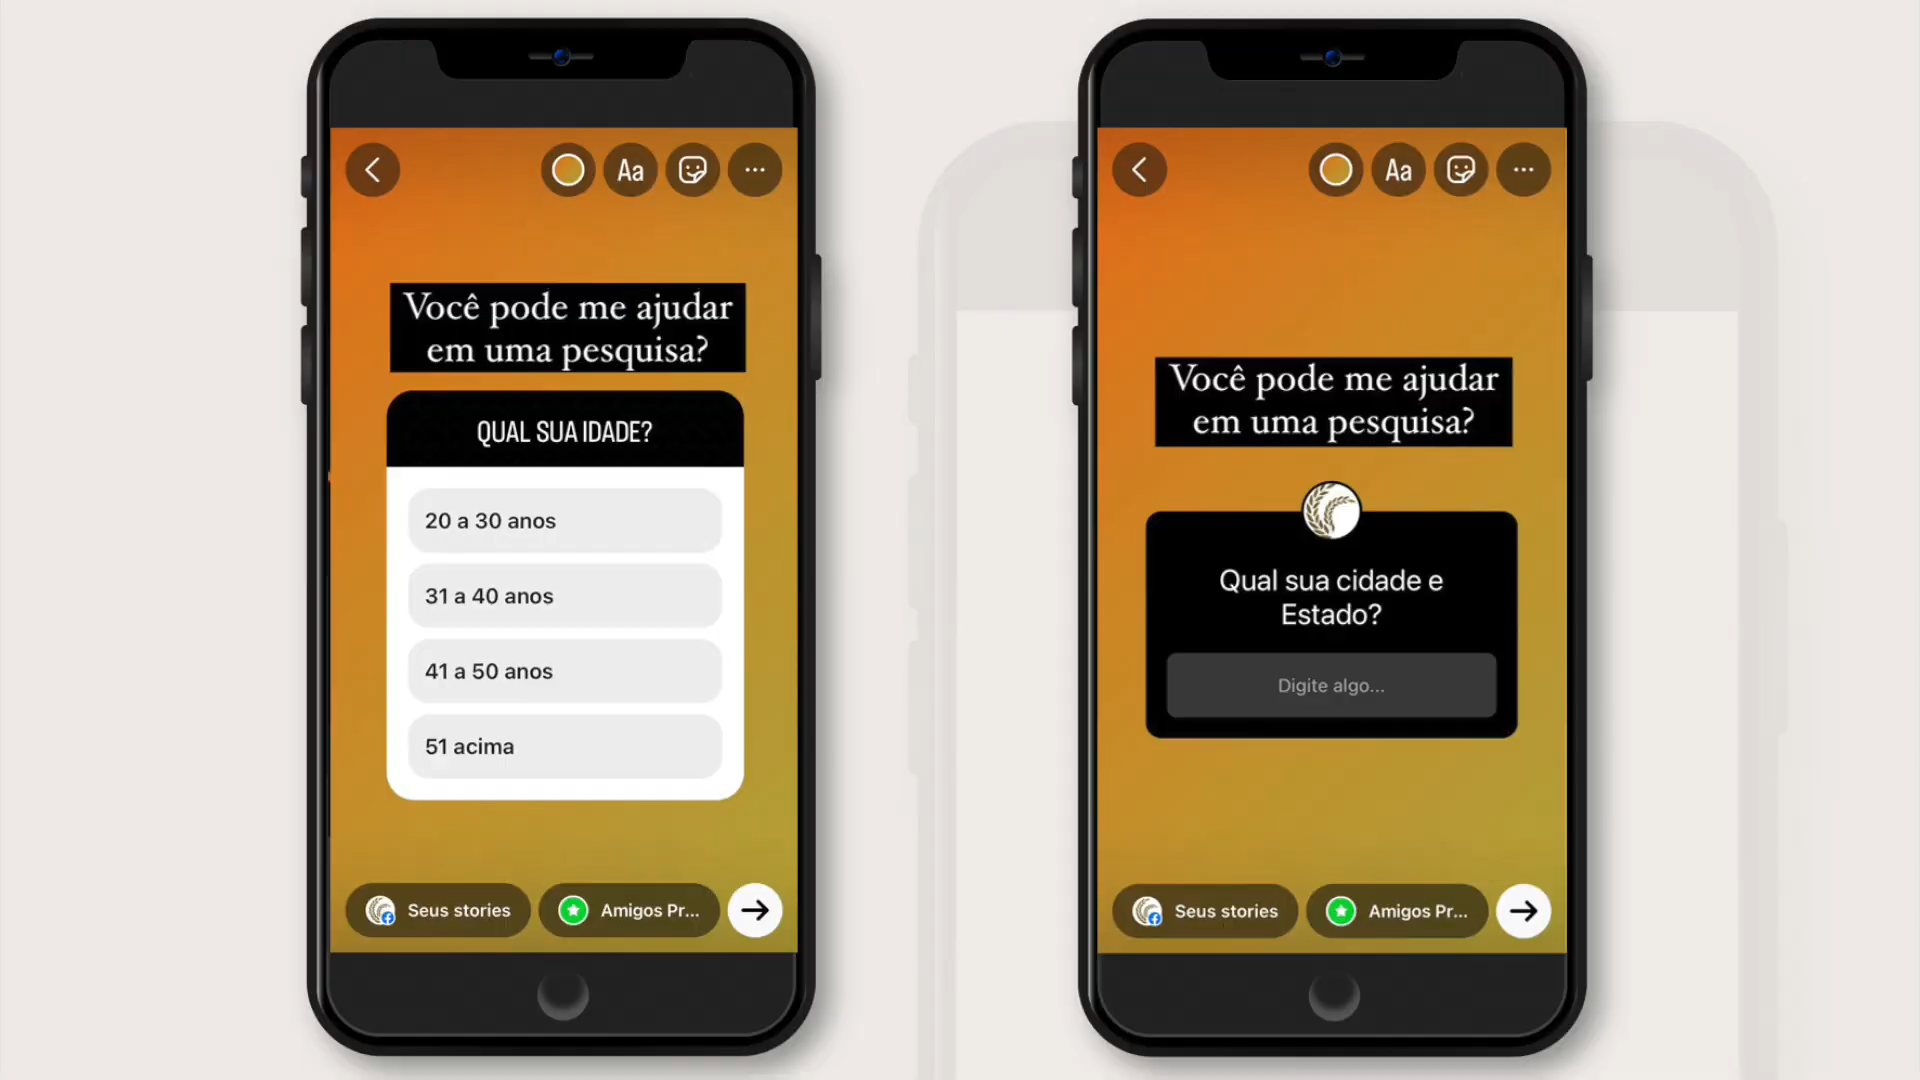 Aa
Você pode me ajudar
em uma pesquisa?
QUAL SUA IDADE?
20 a 30 anos
31 a 40 anos
41 a 50 anos
51 acima
Seus stories
Amigos Pr...
Aa
Você pode me ajudar
em uma pesquisa?
Qual sua cidade e
Estado?
Digite algo...
Seus stories
Amigos Pr...